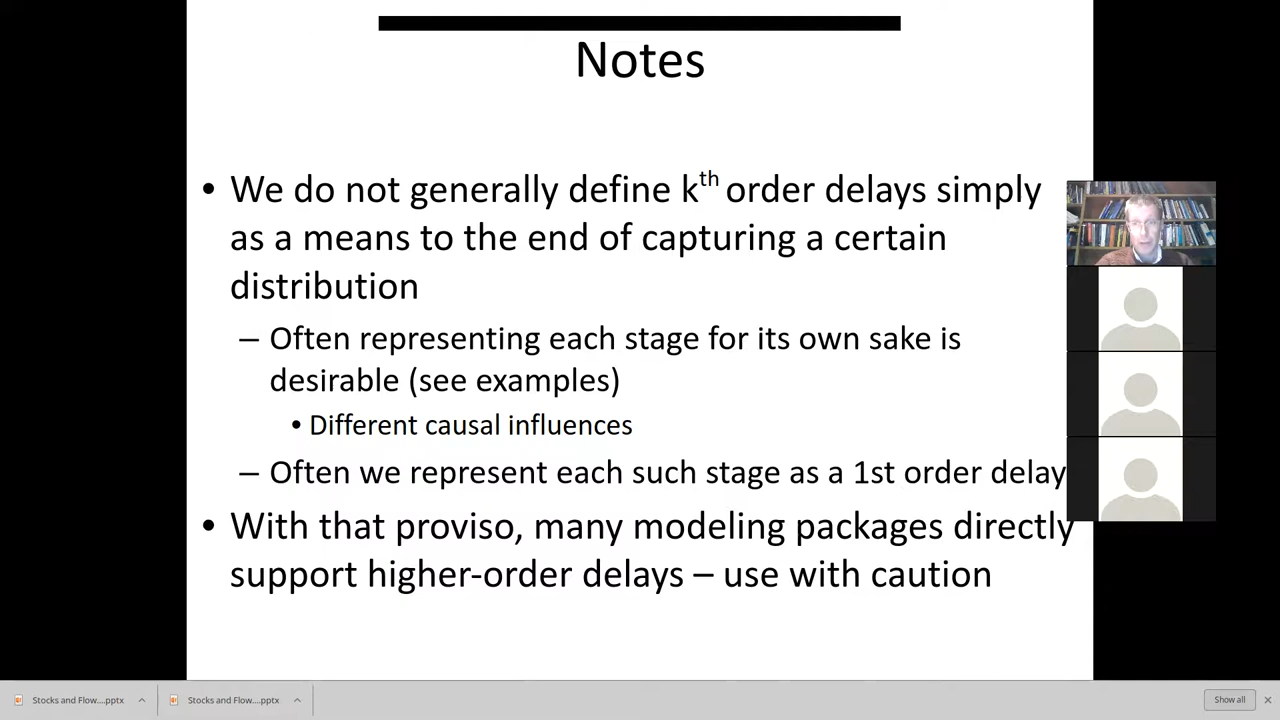 Notes
• We do not generally define kth order delays simply
as a means to the end of capturing a certain
distribution
– Often representing each stage for its own sake is
desirable (see examples)
• Different causal influences
– Often we represent each such stage as a 1st order delay
• With that proviso, many modeling packages directly
support higher-order delays – use with caution
Stocks and Flow....pptx
Stocks and Flow....pptx
Show all